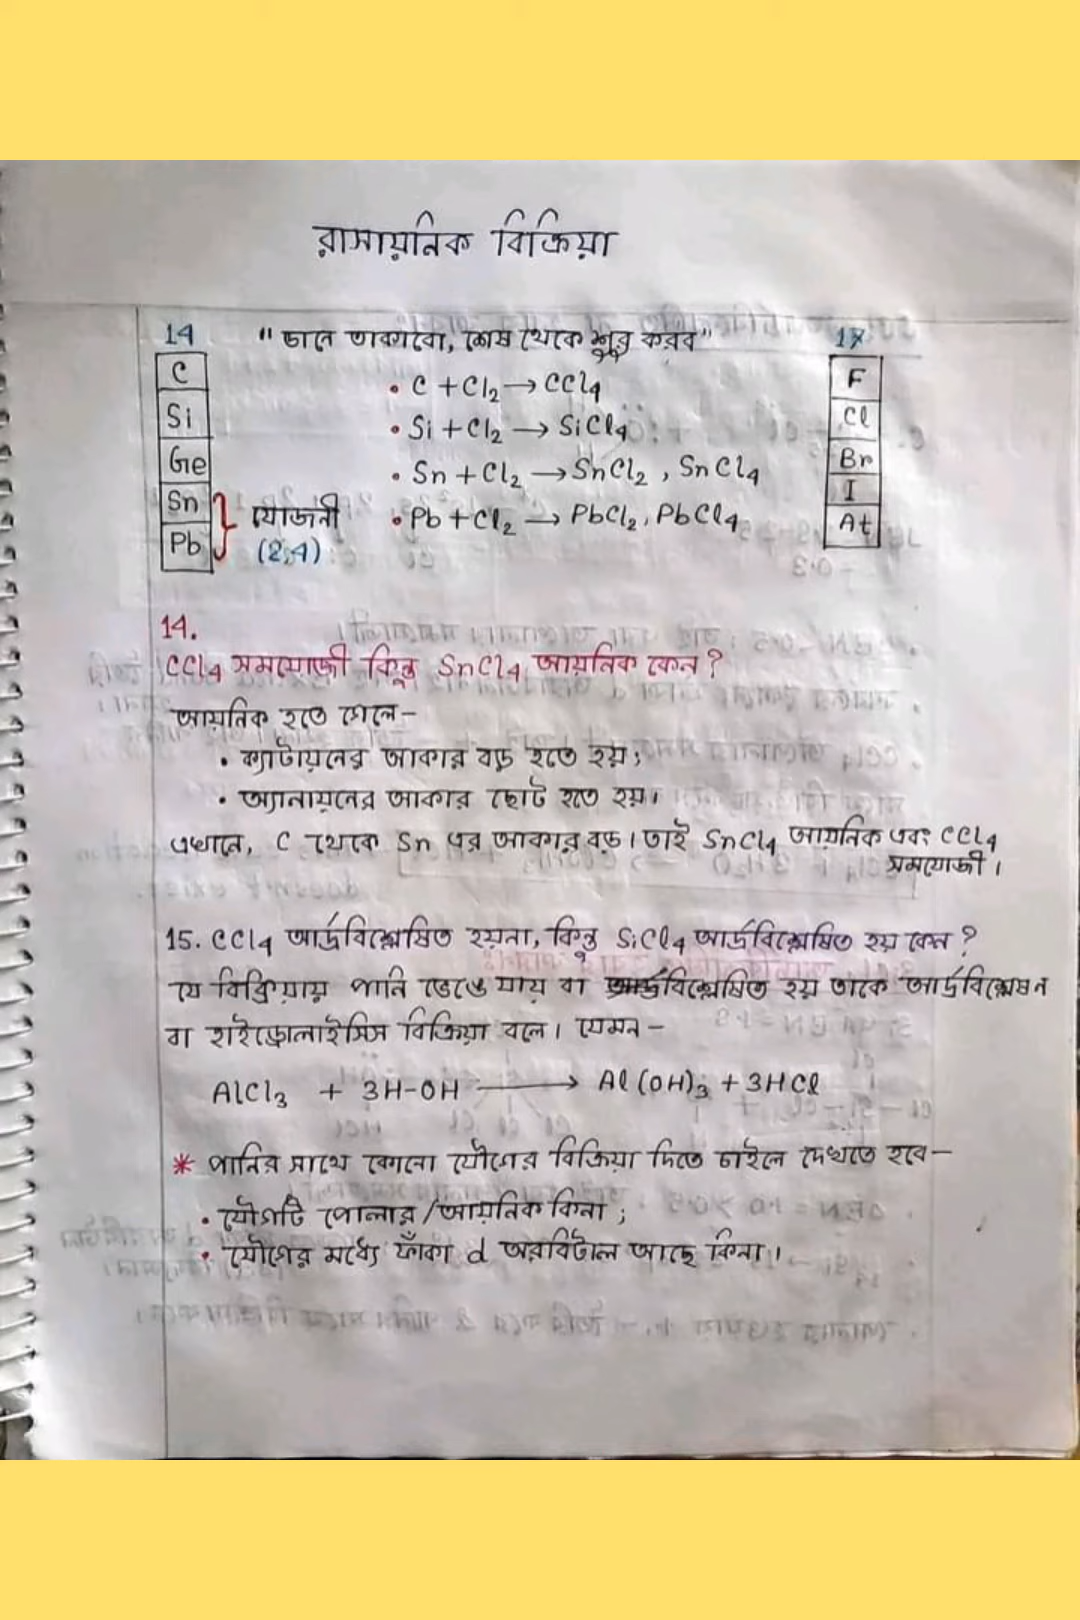 রাসায়নিক বিক্রিয়া
14 "ডানে তাকাবো, শেষ থেকে শুরু করব" 17
C
Si
Ge
Sn
Pb
যোজনী
(2,4)
• C + Cl₂ → CCl₄
• Si + Cl₂ → SiCl₄
• Sn + Cl₂ → SnCl₂, SnCl₄
• Pb + Cl₂ → PbCl₂, PbCl₄
F
Cl
Br
I
At
14.
CCl₄ সমযোজী কিন্তু SnCl₄ আয়নিক কেন?
আয়নিক হতে গেলে-
• ক্যাটায়নের আকার বড় হতে হয়;
• অ্যানায়নের আকার ছোট হতে হয়।
এখানে, C থেকে Sn এর আকার বড়। তাই SnCl₄ আয়নিক এবং CCl₄
সমযোজী।
15. CCl₄ আর্দ্রবিশ্লেষিত হয়না, কিন্তু SiCl₄ আর্দ্রবিশ্লেষিত হয় কেন?
যে বিক্রিয়ায় পানি ভেঙে যায় বা আর্দ্রবিশ্লেষিত হয় তাকে আর্দ্রবিশ্লেষন
বা হাইড্রোলাইসিস বিক্রিয়া বলে। যেমন-
AlCl₃ + 3H-OH → Al(OH)₃ + 3HCl
* পানির সাথে কোনো যৌগের বিক্রিয়া দিতে চাইলে দেখতে হবে-
• যৌগটি পোলার/আয়নিক কিনা;
• যৌগের মধ্যে ফাঁকা d অরবিটাল আছে কিনা।